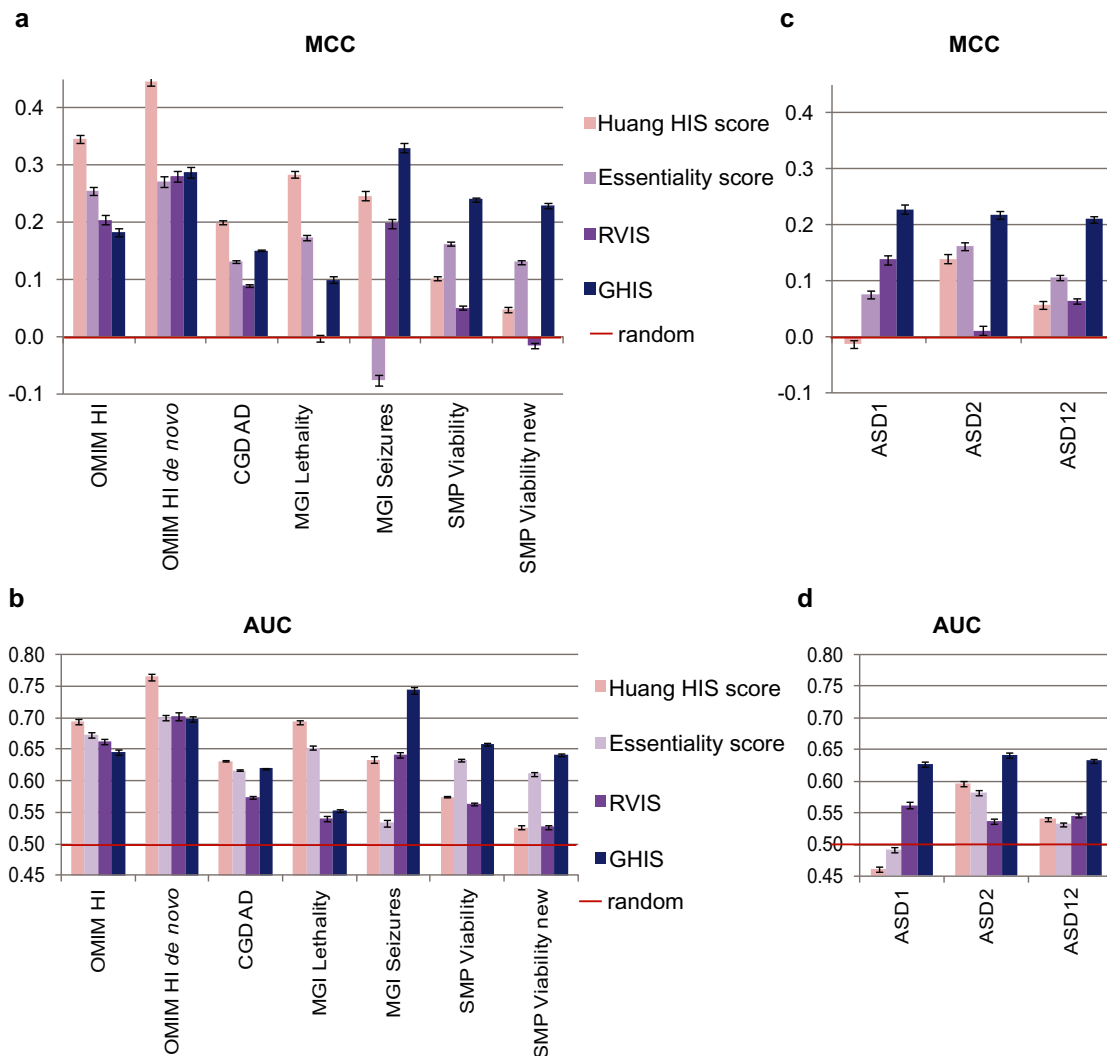 a
MCC
0.4
0.3
0.2
0.1
0.0
-0.1
OMIM HI
OMIM HI de novo
CGD AD
MGI Lethality
MGI Seizures
SMP Viability
SMP Viability new
Huang HIS score
Essentiality score
RVIS
GHIS
random
c
MCC
0.4
0.3
0.2
0.1
0.0
-0.1
ASD1
ASD2
ASD12
b
AUC
0.80
0.75
0.70
0.65
0.60
0.55
0.50
0.45
OMIM HI
OMIM HI de novo
CGD AD
MGI Lethality
MGI Seizures
SMP Viability
SMP Viability new
Huang HIS score
Essentiality score
RVIS
GHIS
random
d
AUC
0.80
0.75
0.70
0.65
0.60
0.55
0.50
0.45
ASD1
ASD2
ASD12